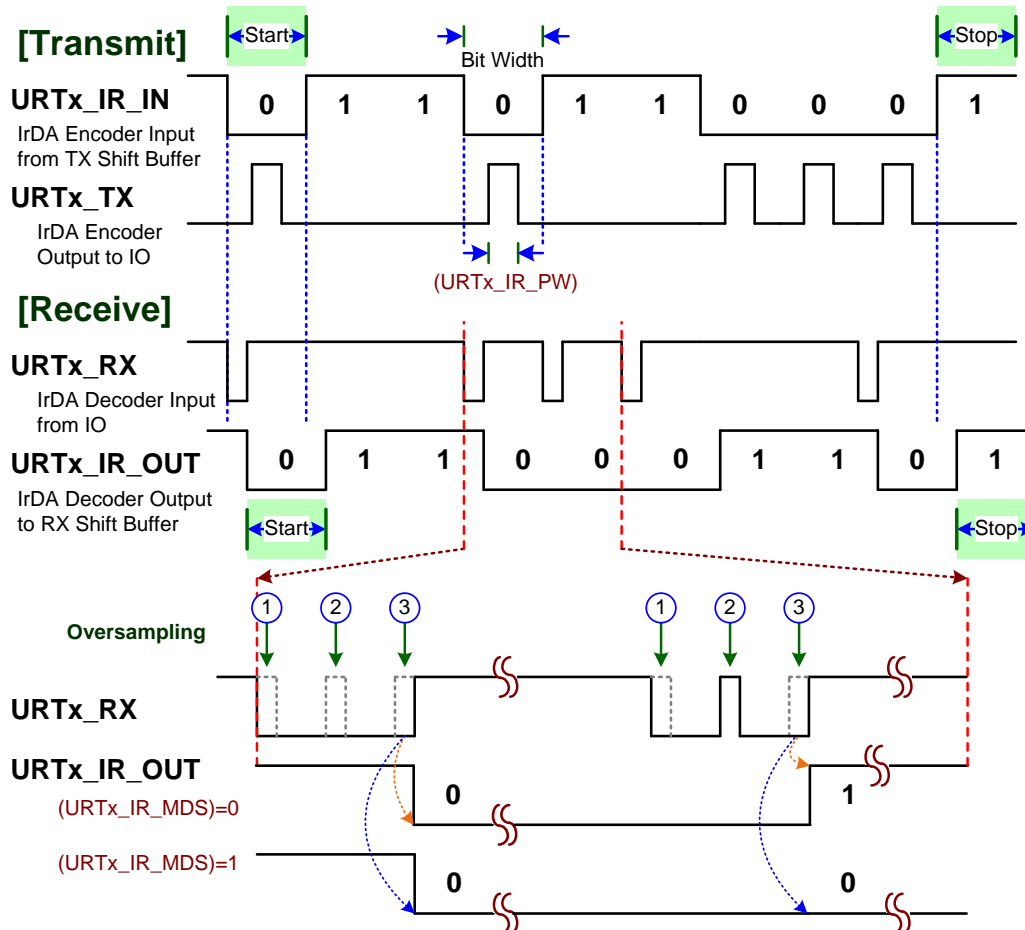 [Transmit]
Start
Bit Width
Stop
URTx_IR_IN
0 1 1 0 1 1 0 0 0 1
IrDA Encoder Input
from TX Shift Buffer
URTx_TX
IrDA Encoder
Output to IO
(URTx_IR_PW)
[Receive]
URTx_RX
IrDA Decoder Input
from IO
URTx_IR_OUT
0 1 1 0 0 0 1 1 0 1
IrDA Decoder Output
to RX Shift Buffer
Start
Stop
1 2 3 1 2 3
Oversampling
URTx_RX
URTx_IR_OUT
(URTx_IR_MDS)=0
0 1
(URTx_IR_MDS)=1
0 0